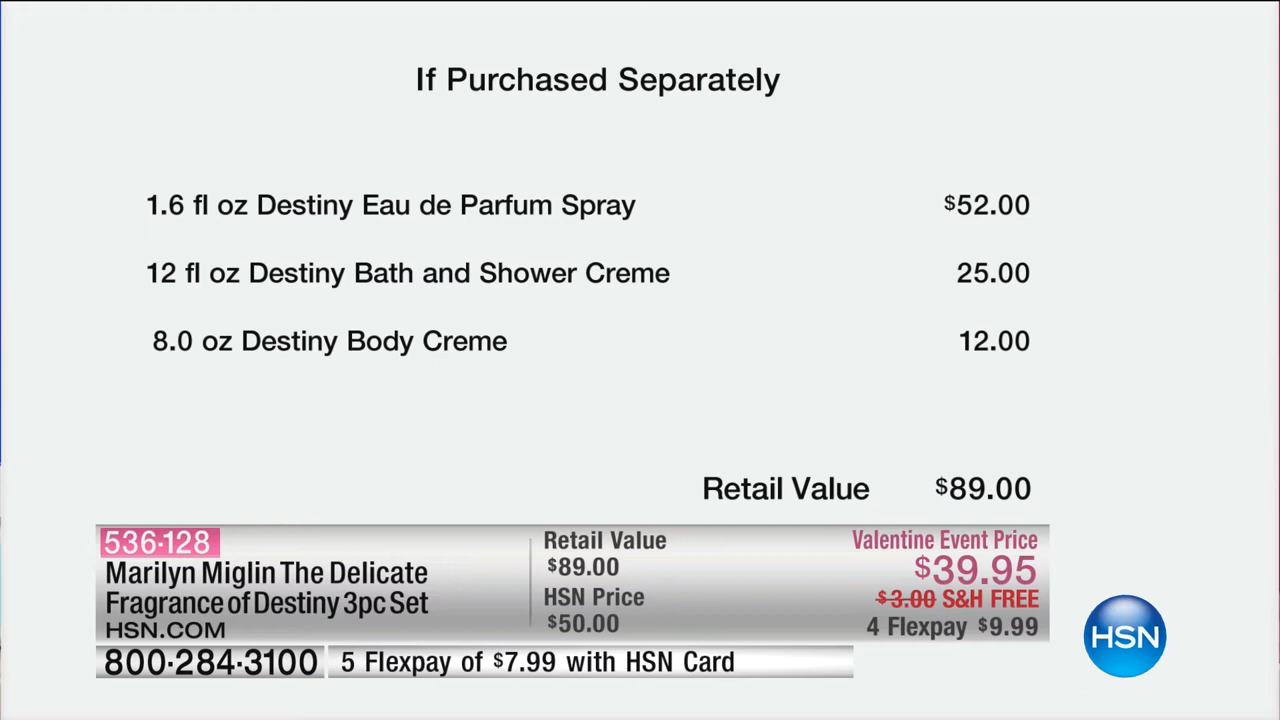 If Purchased Separately
1.6 fl oz Destiny Eau de Parfum Spray $52.00
12 fl oz Destiny Bath and Shower Creme 25.00
8.0 oz Destiny Body Creme 12.00
Retail Value $89.00
536·128
Marilyn Miglin The Delicate
Fragrance of Destiny 3pc Set
HSN.COM
Retail Value
$89.00
HSN Price
$50.00
Valentine Event Price
$39.95
$3.00 S&H FREE
4 Flexpay $9.99
800·284·3100 5 Flexpay of $7.99 with HSN Card
HSN